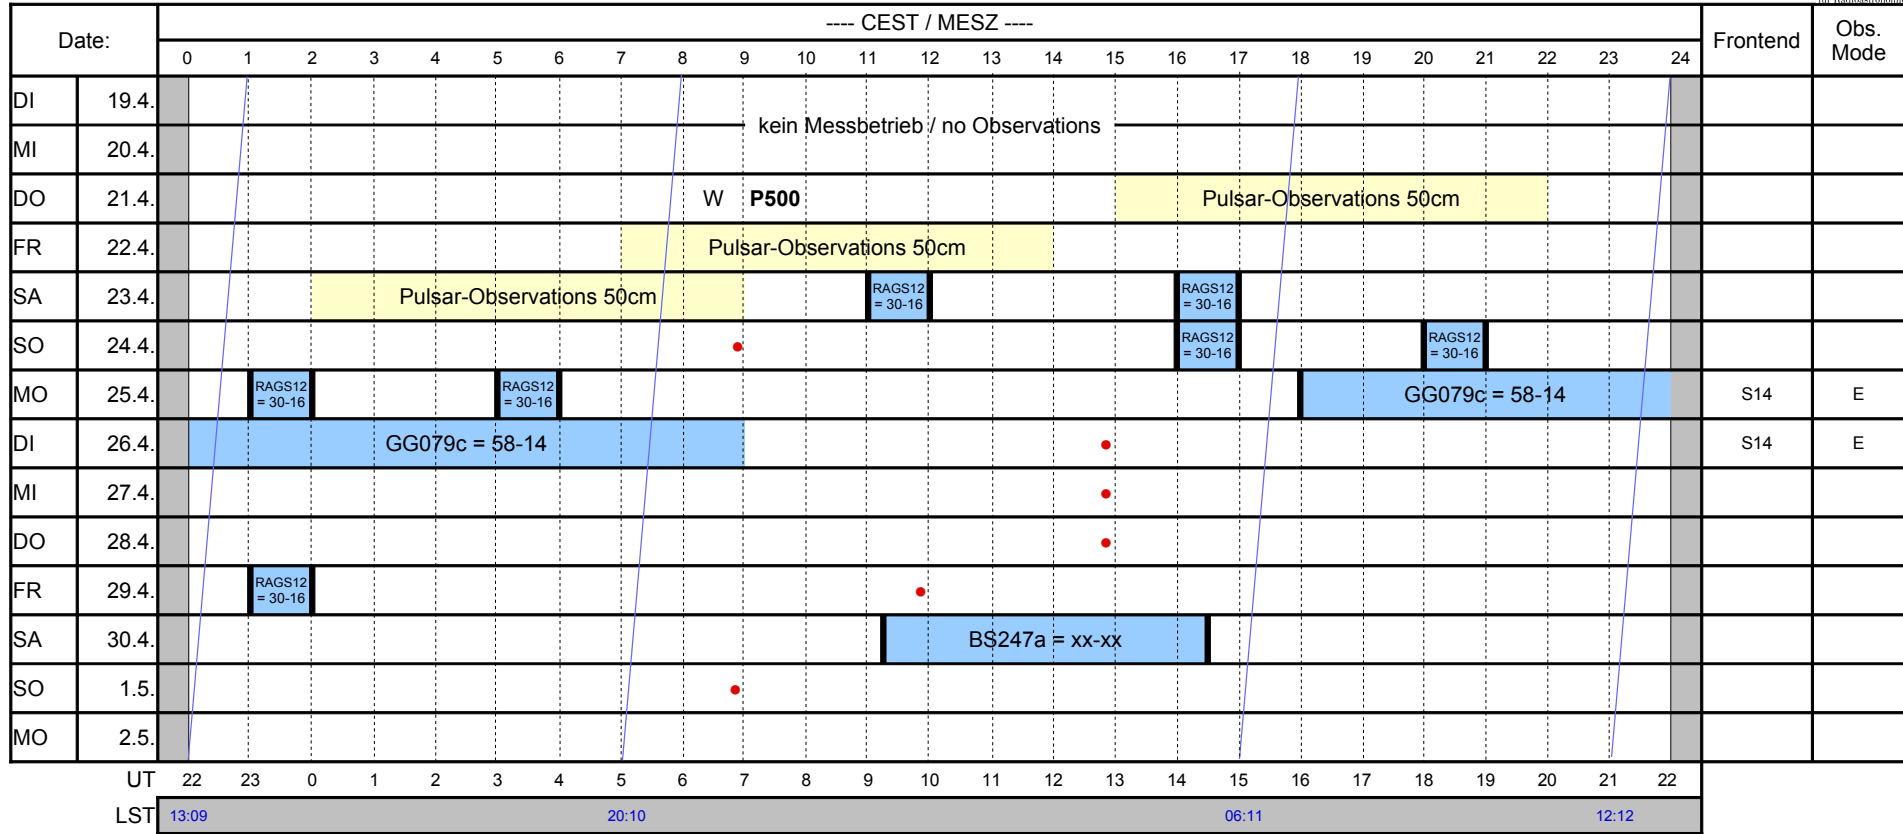 für Radioastronomie
---- CEST / MESZ ----
Date:
Frontend
Obs.
Mode
0 1 2 3 4 5 6 7 8 9 10 11 12 13 14 15 16 17 18 19 20 21 22 23 24
DI 19.4.
kein Messbetrieb / no Observations
MI 20.4.
DO 21.4. W P500 Pulsar-Observations 50cm
FR 22.4. Pulsar-Observations 50cm
SA 23.4. Pulsar-Observations 50cm
RAGS12
= 30-16
RAGS12
= 30-16
SO 24.4.
RAGS12
= 30-16
RAGS12
= 30-16
MO 25.4.
RAGS12
= 30-16
RAGS12
= 30-16
GG079c = 58-14 S14 E
DI 26.4. GG079c = 58-14 S14 E
MI 27.4.
DO 28.4.
FR 29.4.
RAGS12
= 30-16
SA 30.4. BS247a = xx-xx
SO 1.5.
MO 2.5.
UT 22 23 0 1 2 3 4 5 6 7 8 9 10 11 12 13 14 15 16 17 18 19 20 21 22
LST 13:09 20:10 06:11 12:12